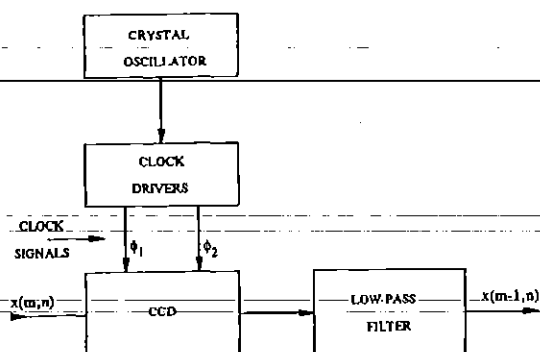 CRYSTAL
OSCILLATOR
CLOCK
DRIVERS
CLOCK
SIGNALS
ϕ1
ϕ2
x(m,n)
CCD
LOW-PASS
FILTER
x(m-1,n)